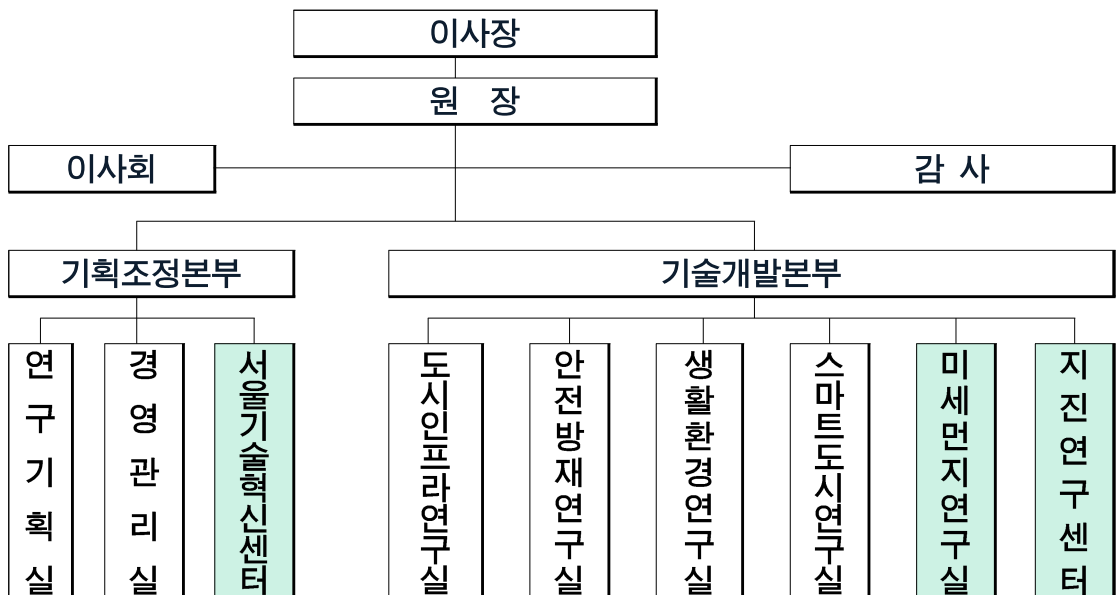 이사장
원 장
이사회
감 사
기획조정본부
기술개발본부
연구기획실
경영관리실
서울기술혁신센터
도시인프라연구실
안전방재연구실
생활환경연구실
스마트도시연구실
미세먼지연구실
지진연구센터